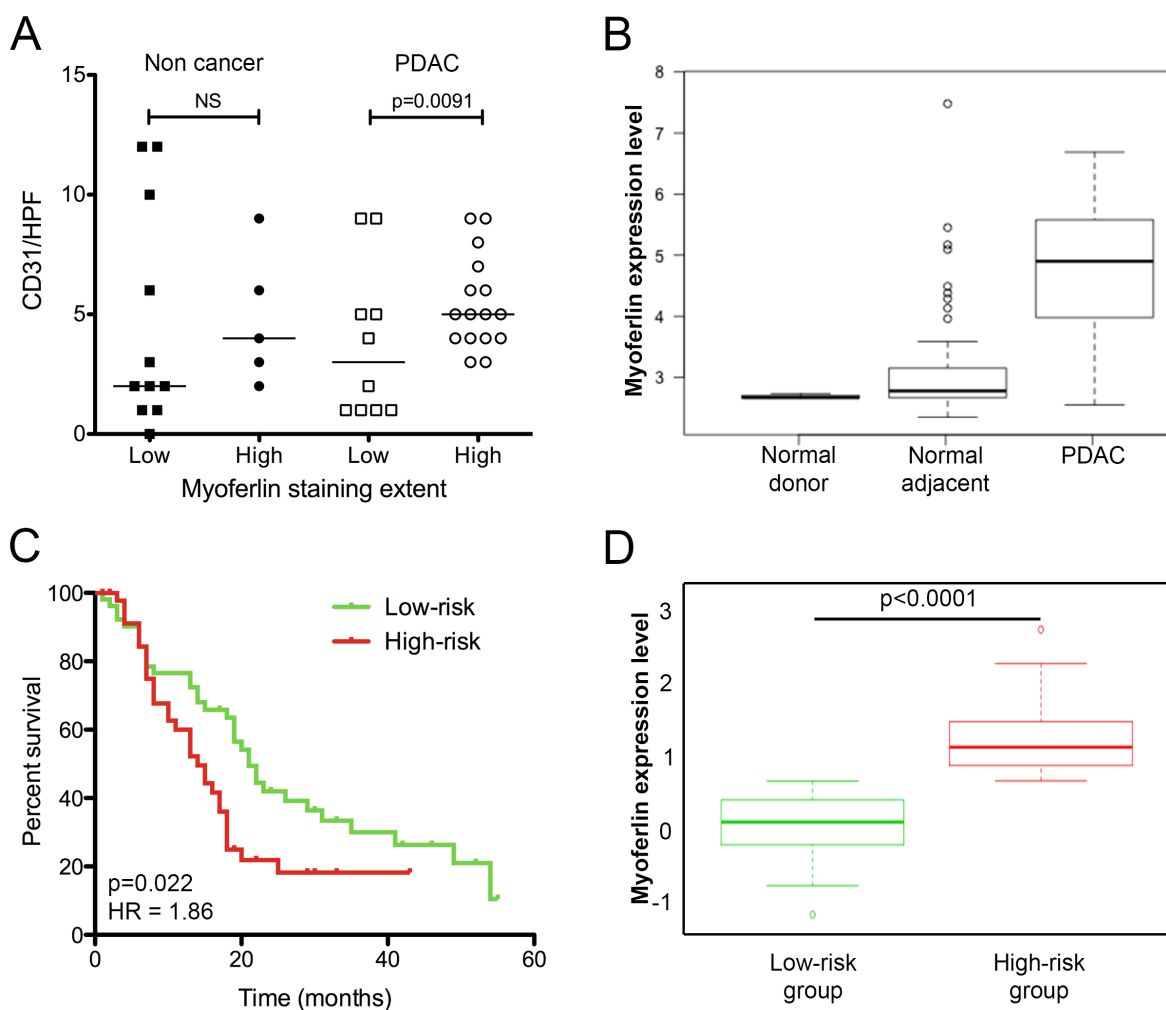 A
Non cancer
PDAC
15
NS
p=0.0091
10
5
0
CD31/HPF
Low
High
Low
High
Myoferlin staining extent
B
8
7
6
5
4
3
Myoferlin expression level
Normal
donor
Normal
adjacent
PDAC
C
100
80
60
40
20
0
Percent survival
Low-risk
High-risk
p=0.022
HR = 1.86
0
20
40
60
Time (months)
D
p<0.0001
3
2
1
0
-1
Myoferlin expression level
Low-risk
group
High-risk
group